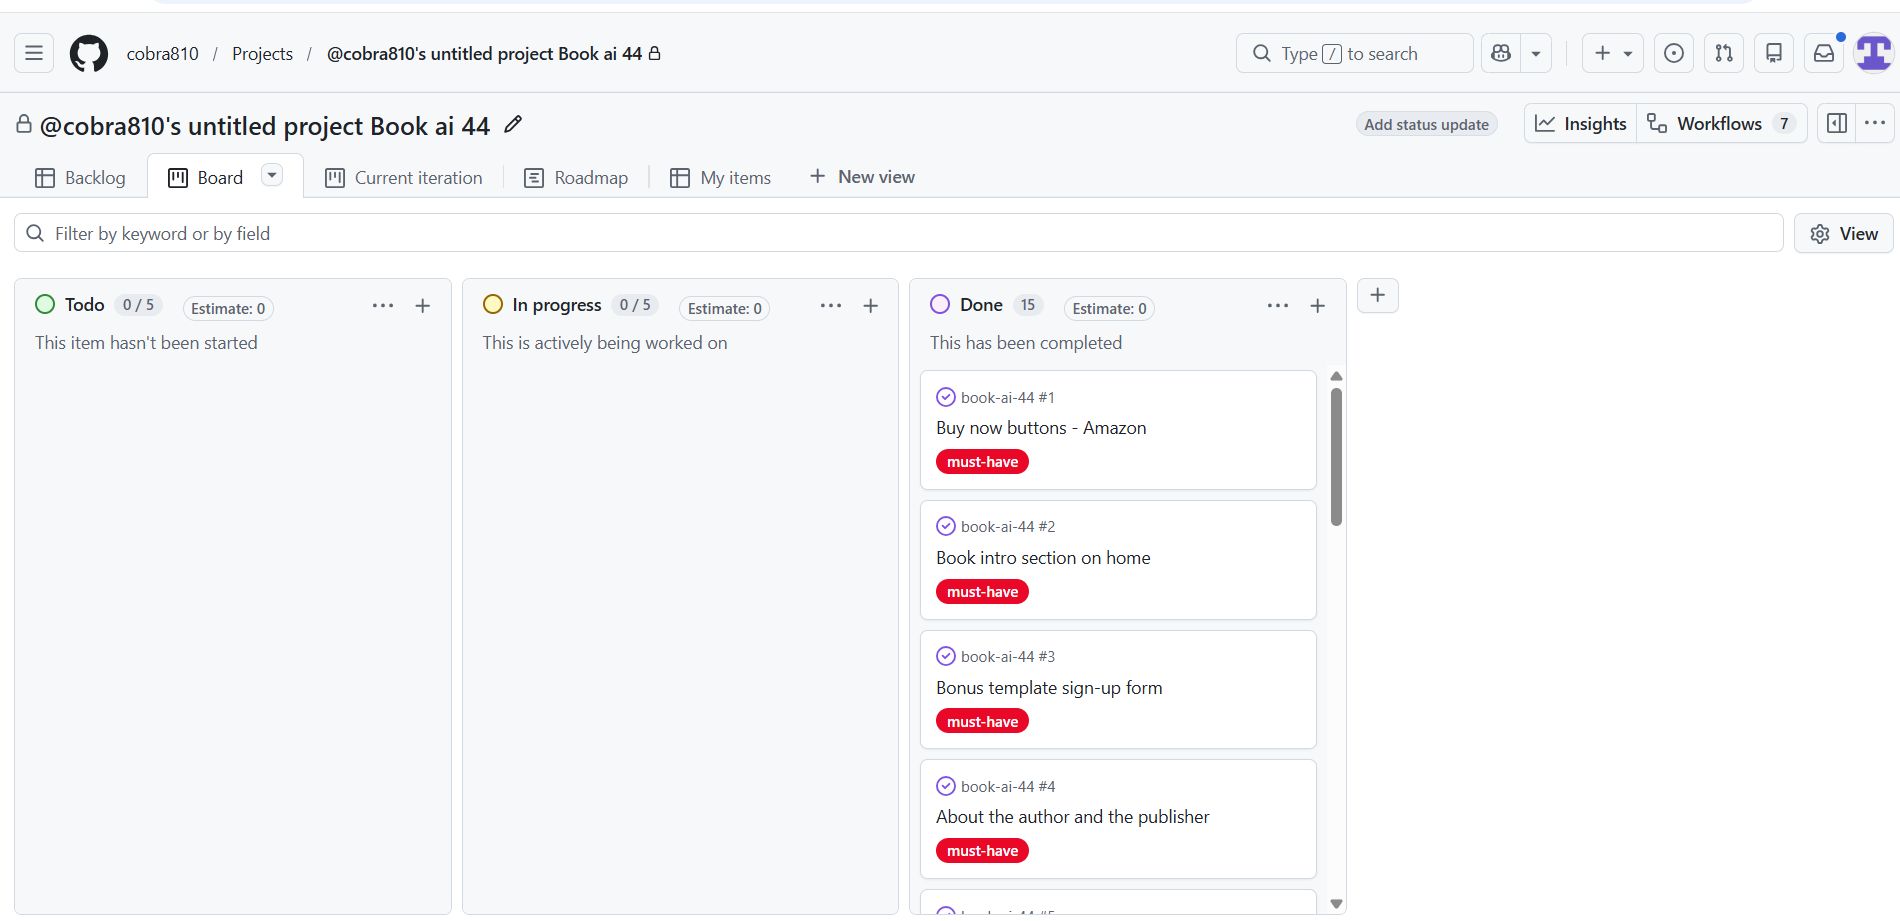 cobra810 / Projects / @cobra810's untitled project Book ai 44
Type / to search
@cobra810's untitled project Book ai 44
Add status update
Insights
Workflows 7
Backlog
Board
Current iteration
Roadmap
My items
New view
Filter by keyword or by field
View
Todo 0 / 5 Estimate: 0
This item hasn't been started
In progress 0 / 5 Estimate: 0
This is actively being worked on
Done 15 Estimate: 0
This has been completed
book-ai-44 #1
Buy now buttons - Amazon
must-have
book-ai-44 #2
Book intro section on home
must-have
book-ai-44 #3
Bonus template sign-up form
must-have
book-ai-44 #4
About the author and the publisher
must-have
book-ai-44 #5